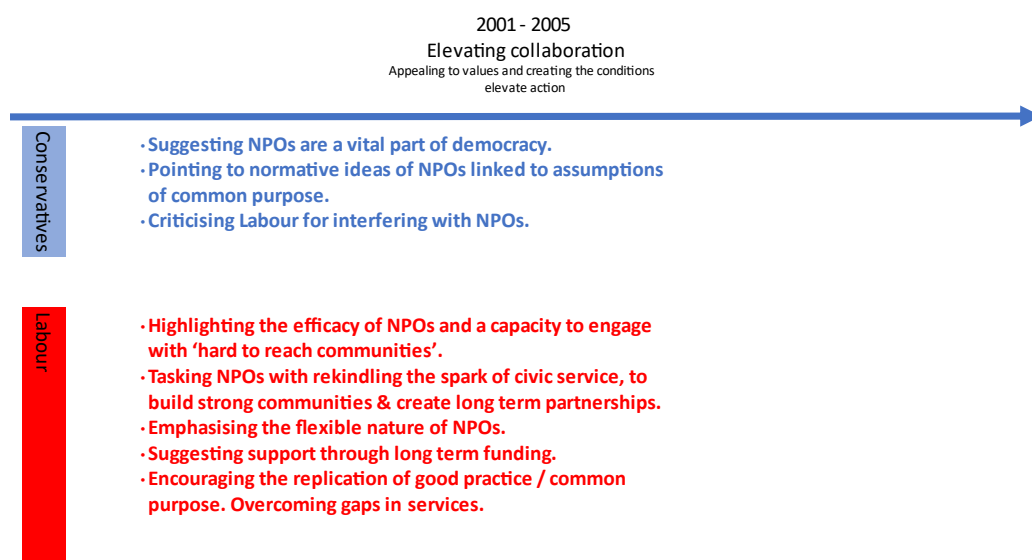 2001 - 2005
Elevating collaboration
Appealing to values and creating the conditions
elevate action
Conservatives
· Suggesting NPOs are a vital part of democracy.
· Pointing to normative ideas of NPOs linked to assumptions
of common purpose.
· Criticising Labour for interfering with NPOs.
Labour
· Highlighting the efficacy of NPOs and a capacity to engage
with ‘hard to reach communities’.
· Tasking NPOs with rekindling the spark of civic service, to
build strong communities & create long term partnerships.
· Emphasising the flexible nature of NPOs.
· Suggesting support through long term funding.
· Encouraging the replication of good practice / common
purpose. Overcoming gaps in services.